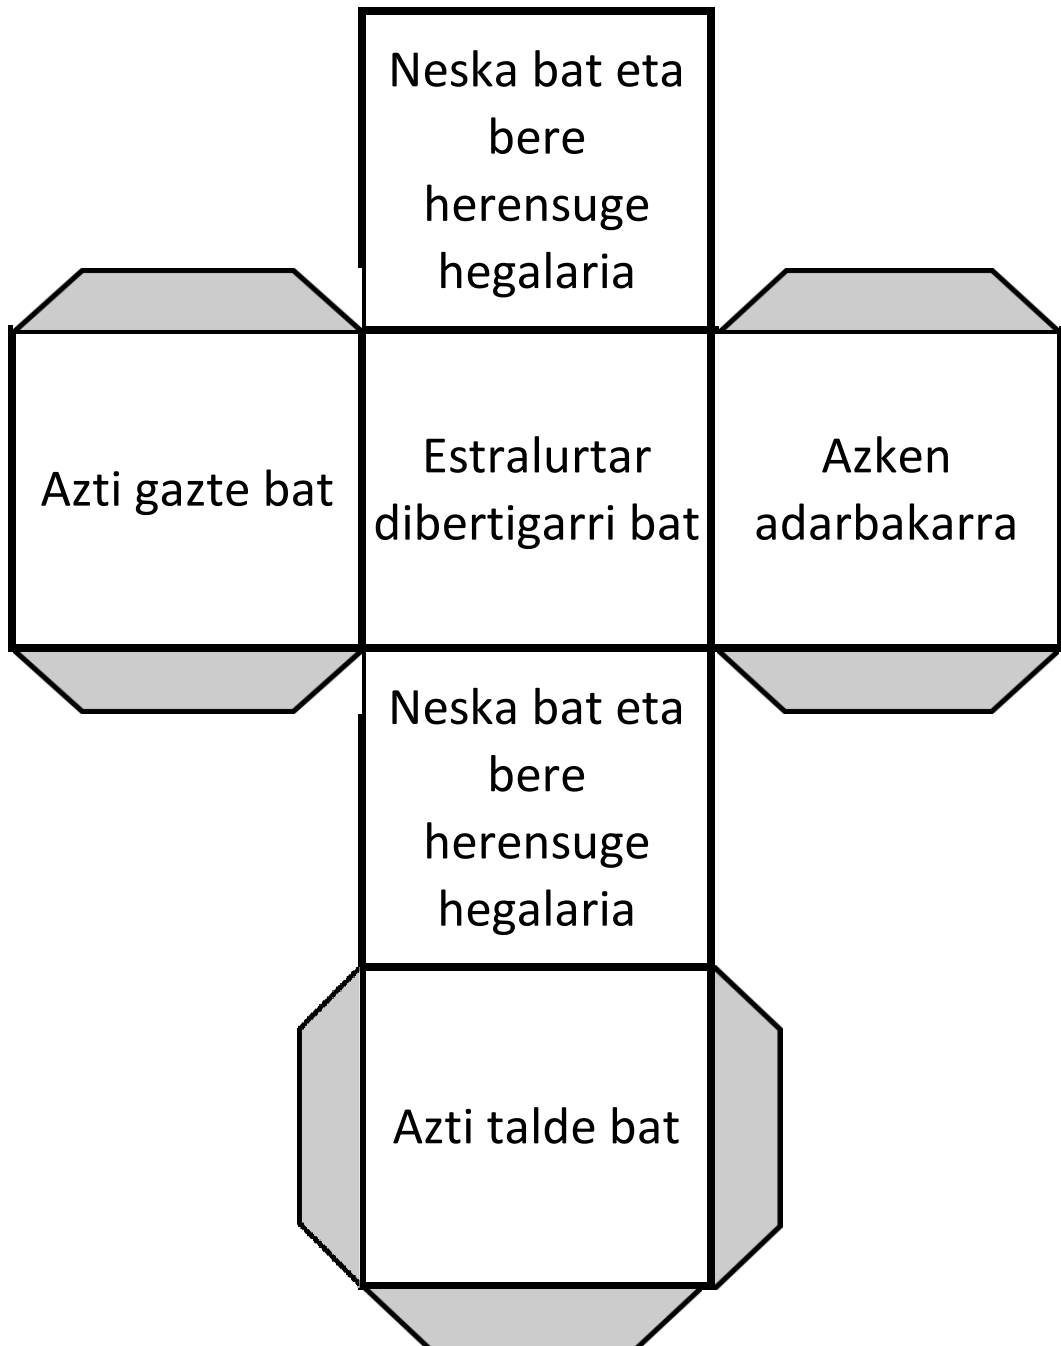 Neska bat eta
bere
herensuge
hegalaria
Azti gazte bat
Estralurtar
dibertigarri bat
Azken
adarbakarra
Neska bat eta
bere
herensuge
hegalaria
Azti talde bat